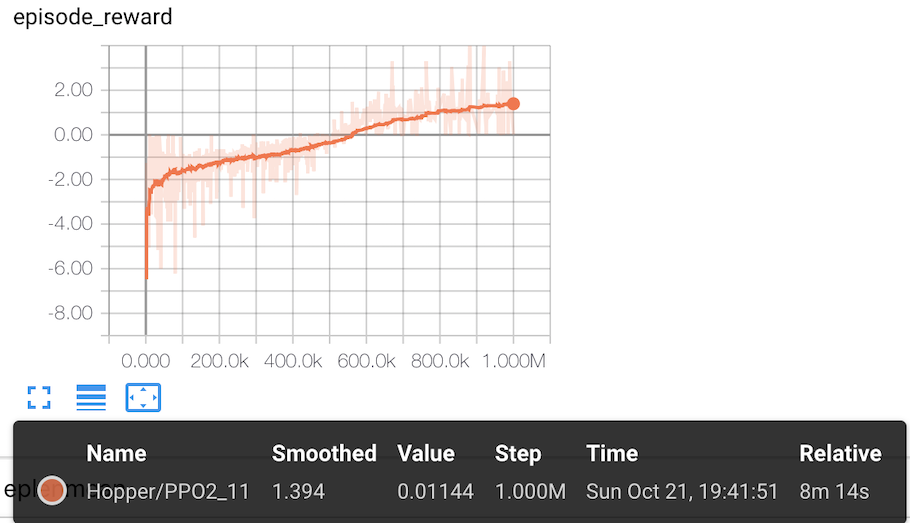 episode_reward
2.00
0.00
-2.00
-4.00
-6.00
-8.00
0.000 200.0k 400.0k 600.0k 800.0k 1.000M
Name Smoothed Value Step Time Relative
Hopper/PPO2_11 1.394 0.01144 1.000M Sun Oct 21, 19:41:51 8m 14s